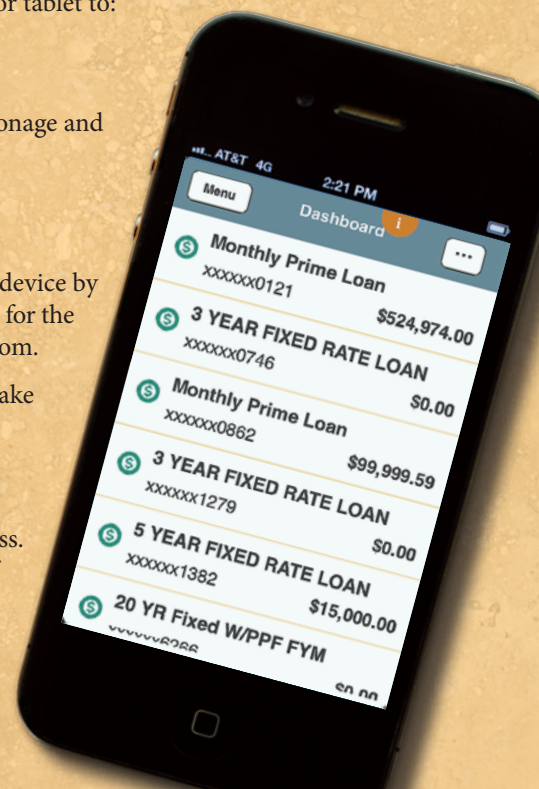 or tablet to:
onage and
device by
for the
om.
ake
ss.
AT&T 4G
2:21 PM
Menu
Dashboard
i
...
Monthly Prime Loan
xxxxxx0121
$524,974.00
3 YEAR FIXED RATE LOAN
xxxxxx0746
$0.00
Monthly Prime Loan
xxxxxx0862
$99,999.59
3 YEAR FIXED RATE LOAN
xxxxxx1279
$0.00
5 YEAR FIXED RATE LOAN
xxxxxx1382
$15,000.00
20 YR Fixed W/PPF FYM
xxxxxx6266
$0.00